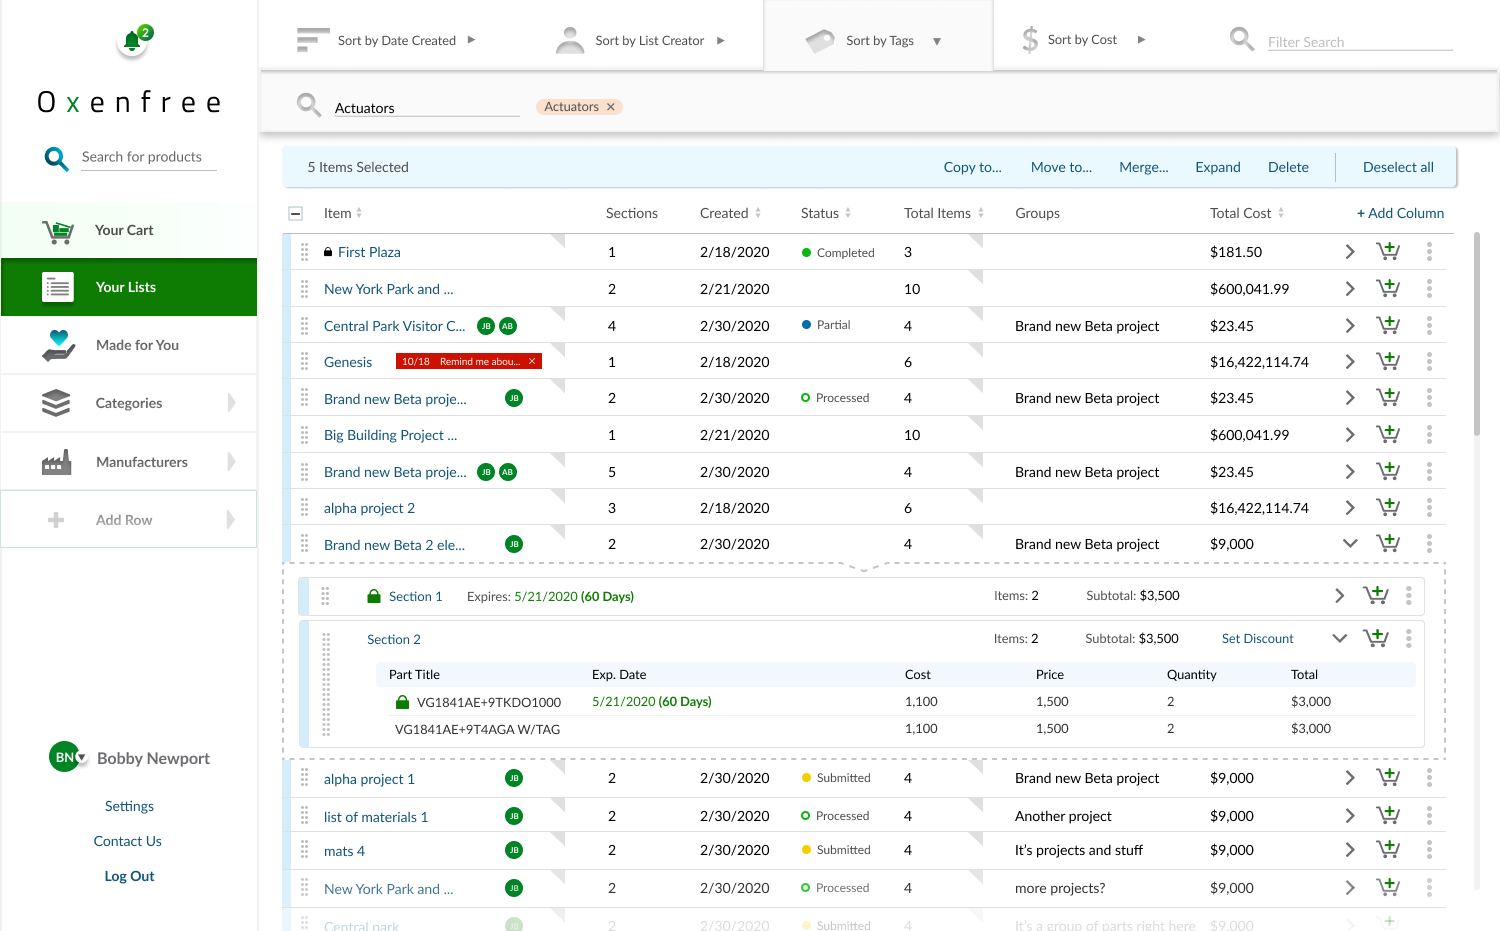 2
Oxenfree
Search for products
Your Cart
Your Lists
Made for You
Categories
Manufacturers
Add Row
BN Bobby Newport
Settings
Contact Us
Log Out
Sort by Date Created
Sort by List Creator
Sort by Tags
Sort by Cost
Filter Search
Actuators
Actuators ×
5 Items Selected Copy to... Move to... Merge... Expand Delete Deselect all
Item Sections Created Status Total Items Groups Total Cost + Add Column
First Plaza 1 2/18/2020 Completed 3 $181.50
New York Park and ... 2 2/21/2020 10 $600,041.99
Central Park Visitor C... JB AB 4 2/30/2020 Partial 4 Brand new Beta project $23.45
Genesis 10/18 Remind me abou... × 1 2/18/2020 6 $16,422,114.74
Brand new Beta proje... JB 2 2/30/2020 Processed 4 Brand new Beta project $23.45
Big Building Project ... 1 2/21/2020 10 $600,041.99
Brand new Beta proje... JB AB 5 2/30/2020 4 Brand new Beta project $23.45
alpha project 2 3 2/18/2020 6 $16,422,114.74
Brand new Beta 2 ele... JB 2 2/30/2020 4 Brand new Beta project $9,000
Section 1 Expires: 5/21/2020 (60 Days) Items: 2 Subtotal: $3,500
Section 2 Items: 2 Subtotal: $3,500 Set Discount
Part Title Exp. Date Cost Price Quantity Total
VG1841AE+9TKDO1000 5/21/2020 (60 Days) 1,100 1,500 2 $3,000
VG1841AE+9T4AGA W/TAG 1,100 1,500 2 $3,000
alpha project 1 JB 2 2/30/2020 Submitted 4 Brand new Beta project $9,000
list of materials 1 JB 2 2/30/2020 Processed 4 Another project $9,000
mats 4 JB 2 2/30/2020 Submitted 4 It's projects and stuff $9,000
New York Park and ... JB 2 2/30/2020 Processed 4 more projects? $9,000
Central park JB 2 2/30/2020 Submitted 4 It's a group of parts right here $9,000